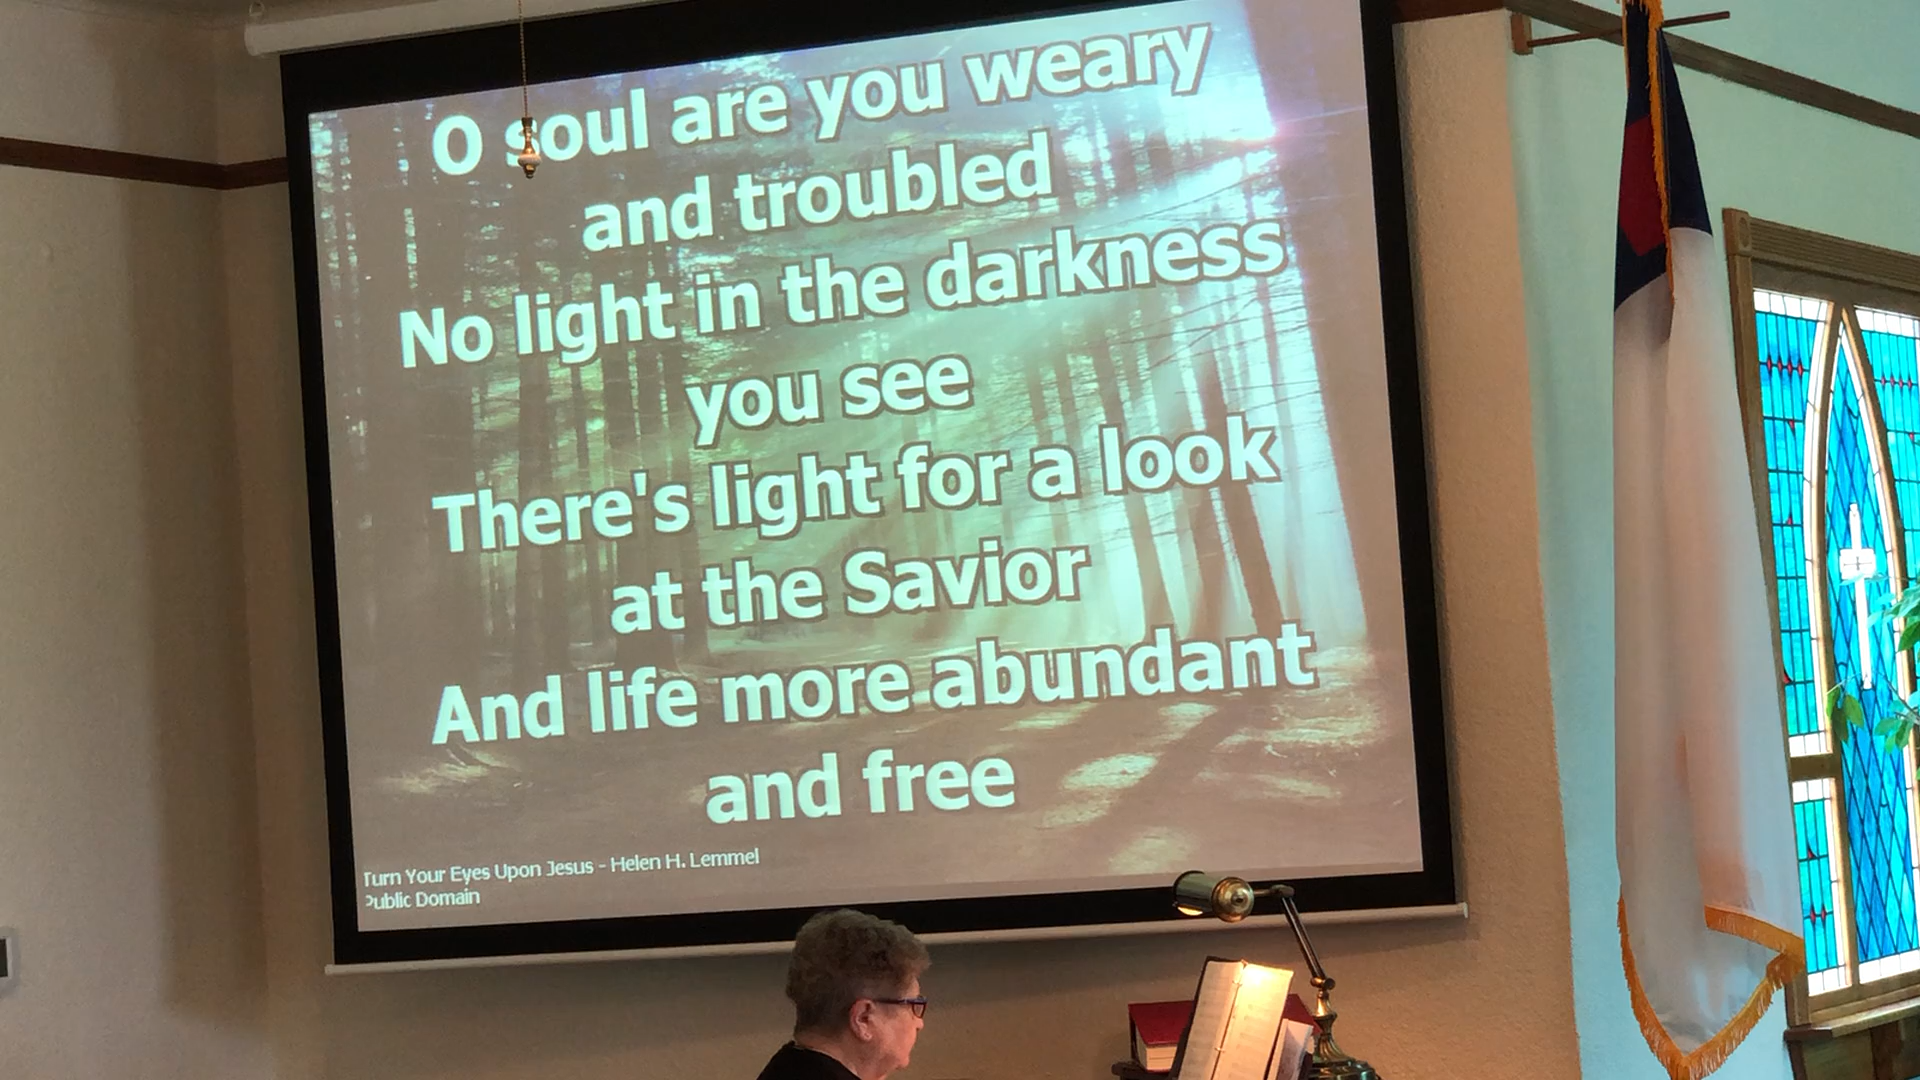 O soul are you weary
and troubled
No light in the darkness
you see
There's light for a look
at the Savior
And life more abundant
and free
Turn Your Eyes Upon Jesus - Helen H. Lemmel
Public Domain